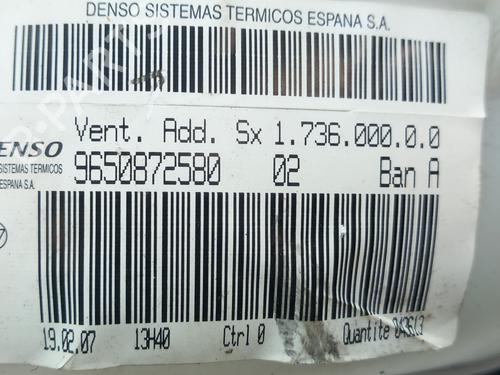 DENSO SISTEMAS TERMICOS ESPANA S.A.
Vent. Add. Sx 1.736.000.0.0
DENSO
SISTEMAS TERMICOS
ESPANA S.A.
9650872580 02 Ban A
19.02.07 13H40 Ctrl 0 Quantite